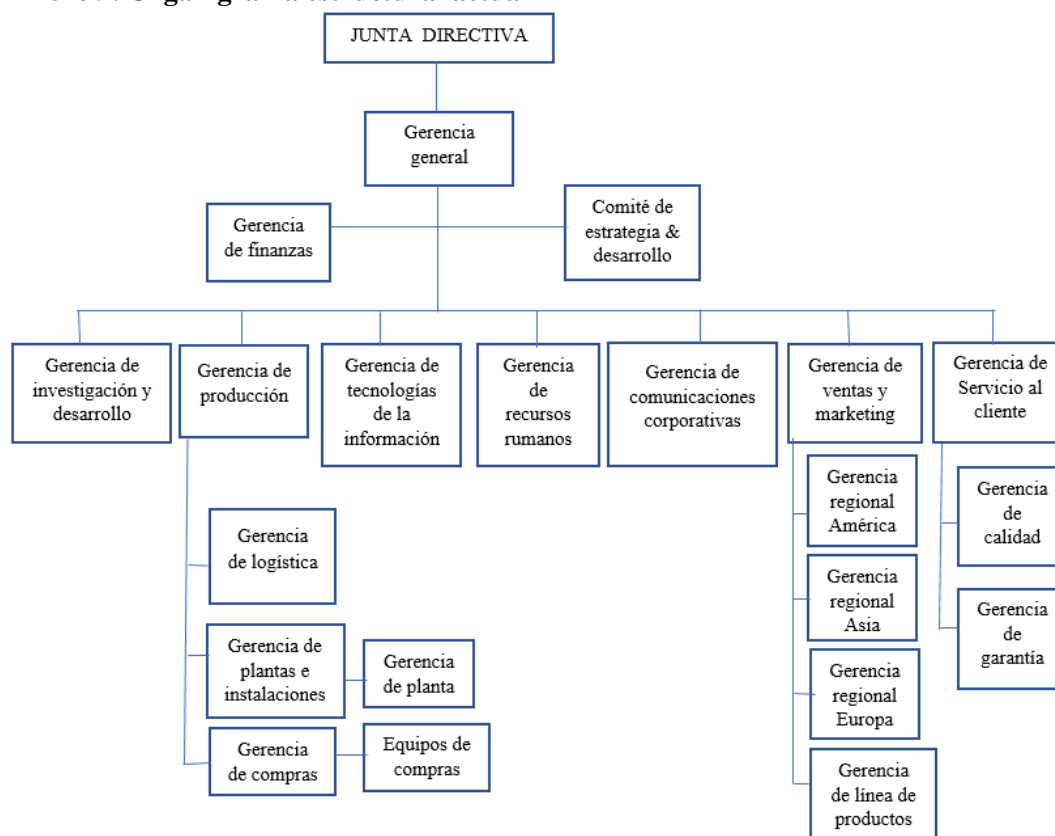 JUNTA DIRECTIVA
Gerencia
general
Gerencia
de finanzas
Comité de
estrategia &
desarrollo
Gerencia de
investigación y
desarrollo
Gerencia de
producción
Gerencia de
tecnologías
de la
información
Gerencia
de
recursos
rumanos
Gerencia de
comunicaciones
corporativas
Gerencia de
ventas y
marketing
Gerencia de
Servicio al
cliente
Gerencia
de logística
Gerencia de
plantas e
instalaciones
Gerencia
de planta
Gerencia
de compras
Equipos de
compras
Gerencia
regional
América
Gerencia
regional
Asia
Gerencia
regional
Europa
Gerencia
de línea de
productos
Gerencia
de
calidad
Gerencia
de
garantía